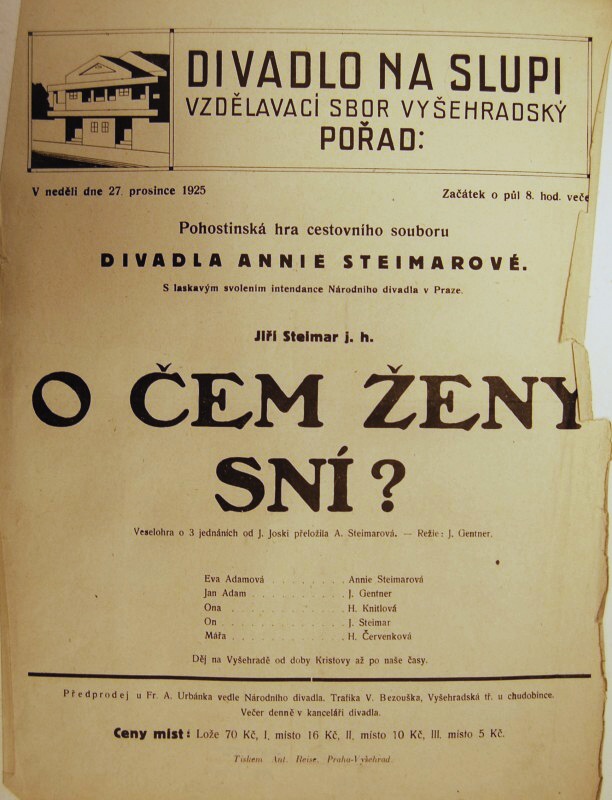 DIVADLO NA SLUPI
VZDĚLAVACÍ SBOR VYŠEHRADSKÝ
POŘAD:
V neděli dne 27. prosince 1925
Začátek o půl 8. hod. veče
Pohostinská hra cestovního souboru
DIVADLA ANNIE STEIMAROVÉ.
S laskavým svolením intendance Národního divadla v Praze.
Jiří Steimar j. h.
O ČEM ŽENY
SNÍ?
Veselohra o 3 jednáních od J. Joski přeložila A. Steimarová. — Režie: J. Gentner.
Eva Adamová . . . . . . . . Annie Steimarová
Jan Adam . . . . . . . . . . J. Gentner
Ona . . . . . . . . . . . . H. Knitlová
On . . . . . . . . . . . . . J. Steimar
Mářa . . . . . . . . . . . . H. Červenková
Děj na Vyšehradě od doby Kristovy až po naše časy.
Předprodej u Fr. A. Urbánka vedle Národního divadla. Trafika V. Bezouška, Vyšehradská tř. u chudobince.
Večer denně v kanceláři divadla.
Ceny míst: Lože 70 Kč, I, místo 16 Kč, II, místo 10 Kč, III. místo 5 Kč.
Tiskem Ant. Reise, Praha-Vyšehrad.